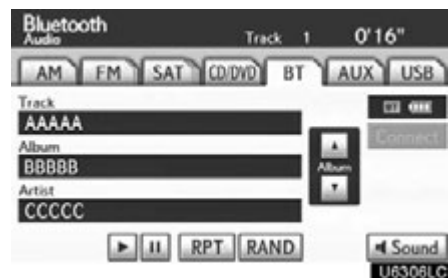 Bluetooth
Audio Track 1 0'16"
AM FM SAT CD/DVD BT AUX USB
Track
AAAAA
Album
BBBBB
Artist
CCCCC
Connect
Album
RPT RAND
Sound
U6306LC